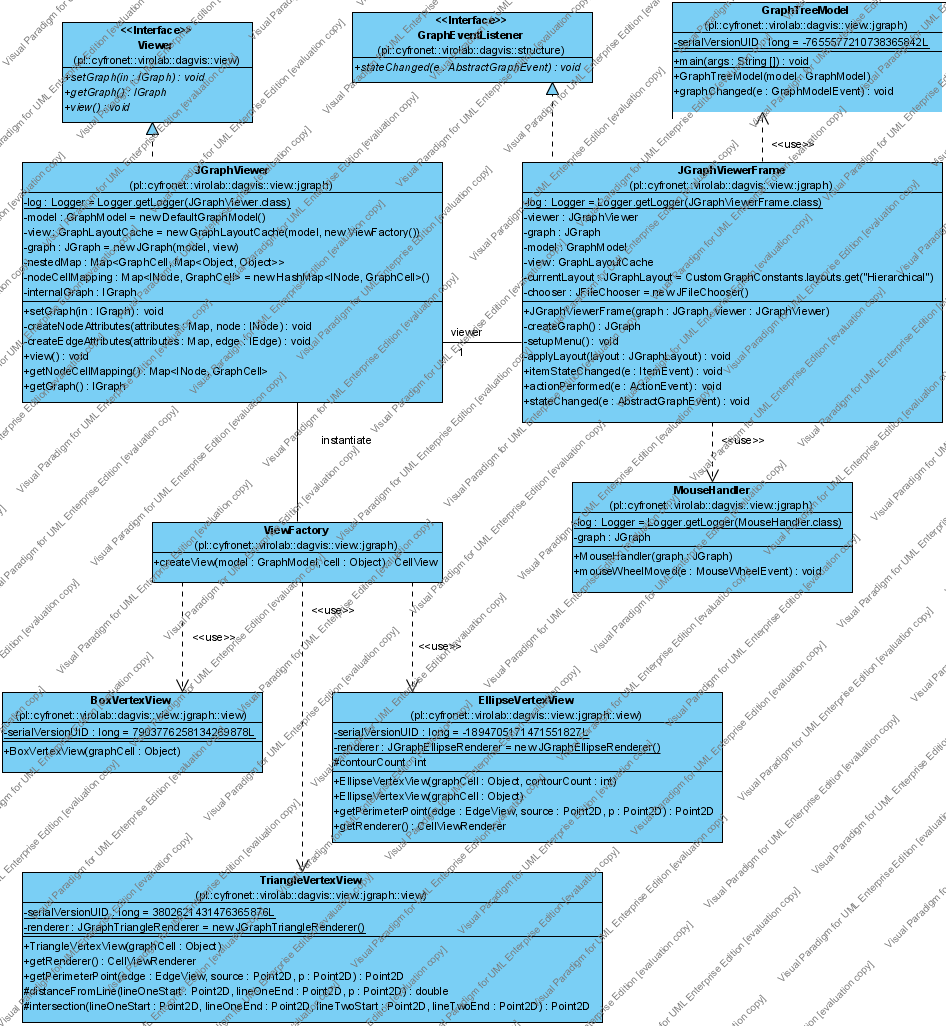 <<Interface>>
Viewer
(pl::cyfronet::virolab::dagvis::view)
+setGraph(in : IGraph) : void
+getGraph() : IGraph
+view() : void
<<Interface>>
GraphEventListener
(pl::cyfronet::virolab::dagvis::structure)
+stateChanged(e : AbstractGraphEvent) : void
GraphTreeModel
(pl::cyfronet::virolab::dagvis::view::jgraph)
-serialVersionUID : long = -7655577210738365842L
+main(args : String []) : void
+GraphTreeModel(model : GraphModel)
+graphChanged(e : GraphModelEvent) : void
<<use>>
JGraphViewer
(pl::cyfronet::virolab::dagvis::view::jgraph)
-log : Logger = Logger.getLogger(JGraphViewer.class)
-model : GraphModel = new DefaultGraphModel()
-view : GraphLayoutCache = new GraphLayoutCache(model, new ViewFactory())
-graph : JGraph = new JGraph(model, view)
-nestedMap : Map<GraphCell, Map<Object, Object>>
-nodeCellMapping : Map<INode, GraphCell> = new HashMap<INode, GraphCell>()
-internalGraph : IGraph
+setGraph(in : IGraph) : void
-createNodeAttributes(attributes : Map, node : INode) : void
-createEdgeAttributes(attributes : Map, edge : IEdge) : void
+view() : void
+getNodeCellMapping() : Map<INode, GraphCell>
+getGraph() : IGraph
viewer
1
JGraphViewerFrame
(pl::cyfronet::virolab::dagvis::view::jgraph)
-log : Logger = Logger.getLogger(JGraphViewerFrame.class)
-viewer : JGraphViewer
-graph : JGraph
-model : GraphModel
-view : GraphLayoutCache
-currentLayout : JGraphLayout = CustomGraphConstants.layouts.get("Hierarchical")
-chooser : JFileChooser = new JFileChooser()
+JGraphViewerFrame(graph : JGraph, viewer : JGraphViewer)
-createGraph() : JGraph
-setupMenu() : void
-applyLayout(layout : JGraphLayout) : void
+itemStateChanged(e : ItemEvent) : void
+actionPerformed(e : ActionEvent) : void
+stateChanged(e : AbstractGraphEvent) : void
instantiate
<<use>>
MouseHandler
(pl::cyfronet::virolab::dagvis::view::jgraph)
-log : Logger = Logger.getLogger(MouseHandler.class)
-graph : JGraph
+MouseHandler(graph : JGraph)
+mouseWheelMoved(e : MouseWheelEvent) : void
ViewFactory
(pl::cyfronet::virolab::dagvis::view::jgraph)
+createView(model : GraphModel, cell : Object) : CellView
<<use>>
<<use>>
<<use>>
BoxVertexView
(pl::cyfronet::virolab::dagvis::view::jgraph::view)
-serialVersionUID : long = 7903776258134269878L
+BoxVertexView(graphCell : Object)
EllipseVertexView
(pl::cyfronet::virolab::dagvis::view::jgraph::view)
-serialVersionUID : long = -1894705171471551827L
-renderer : JGraphEllipseRenderer = new JGraphEllipseRenderer()
#contourCount : int
+EllipseVertexView(graphCell : Object, contourCount : int)
+EllipseVertexView(graphCell : Object)
+getPerimeterPoint(edge : EdgeView, source : Point2D, p : Point2D) : Point2D
+getRenderer() : CellViewRenderer
TriangleVertexView
(pl::cyfronet::virolab::dagvis::view::jgraph::view)
-serialVersionUID : long = 3802621431476365876L
-renderer : JGraphTriangleRenderer = new JGraphTriangleRenderer()
+TriangleVertexView(graphCell : Object)
+getRenderer() : CellViewRenderer
+getPerimeterPoint(edge : EdgeView, source : Point2D, p : Point2D) : Point2D
#distanceFromLine(lineOneStart : Point2D, lineOneEnd : Point2D, p : Point2D) : double
#intersection(lineOneStart : Point2D, lineOneEnd : Point2D, lineTwoStart : Point2D, lineTwoEnd : Point2D) : Point2D
Visual Paradigm for UML Enterprise Edition [evaluation copy]